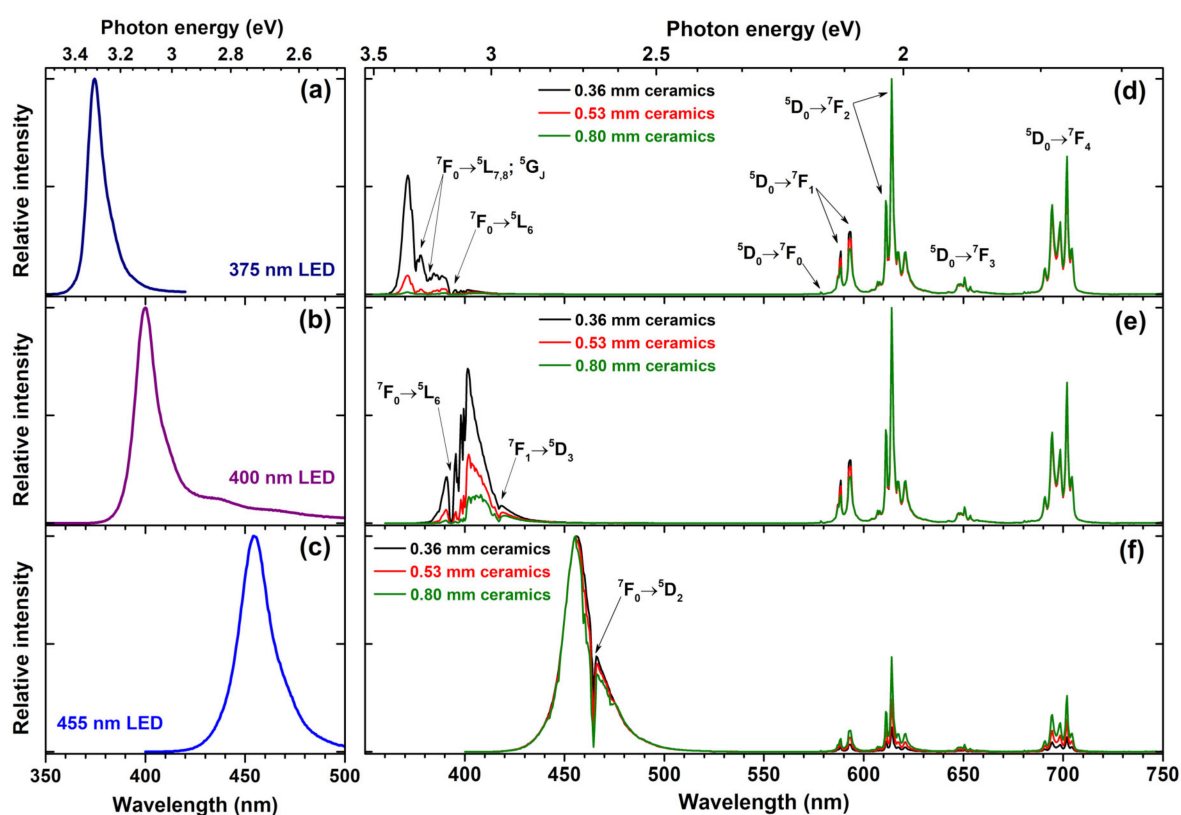 Photon energy (eV)
3.4 3.2 3 2.8 2.6
Photon energy (eV)
3.5 3 2.5 2
Relative intensity
(a)
375 nm LED
Relative intensity
(b)
400 nm LED
Relative intensity
(c)
455 nm LED
350 400 450 500
Wavelength (nm)
(d)
0.36 mm ceramics
0.53 mm ceramics
0.80 mm ceramics
⁷F₀→⁵L₇,₈; ⁵G_J
⁷F₀→⁵L₆
⁵D₀→⁷F₀
⁵D₀→⁷F₁
⁵D₀→⁷F₂
⁵D₀→⁷F₃
⁵D₀→⁷F₄
(e)
0.36 mm ceramics
0.53 mm ceramics
0.80 mm ceramics
⁷F₀→⁵L₆
⁷F₁→⁵D₃
(f)
0.36 mm ceramics
0.53 mm ceramics
0.80 mm ceramics
⁷F₀→⁵D₂
400 450 500 550 600 650 700 750
Wavelength (nm)